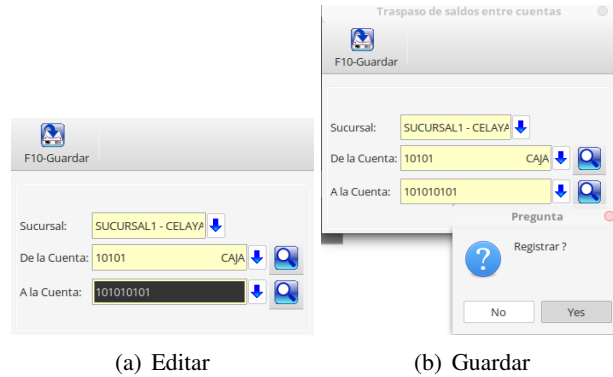 F10-Guardar
Sucursal: SUCURSAL1 - CELAYA
De la Cuenta: 10101 CAJA
A la Cuenta: 101010101
(a) Editar
Traspaso de saldos entre cuentas
F10-Guardar
Sucursal: SUCURSAL1 - CELAYA
De la Cuenta: 10101 CAJA
A la Cuenta: 101010101
Pregunta
Registrar ?
No Yes
(b) Guardar